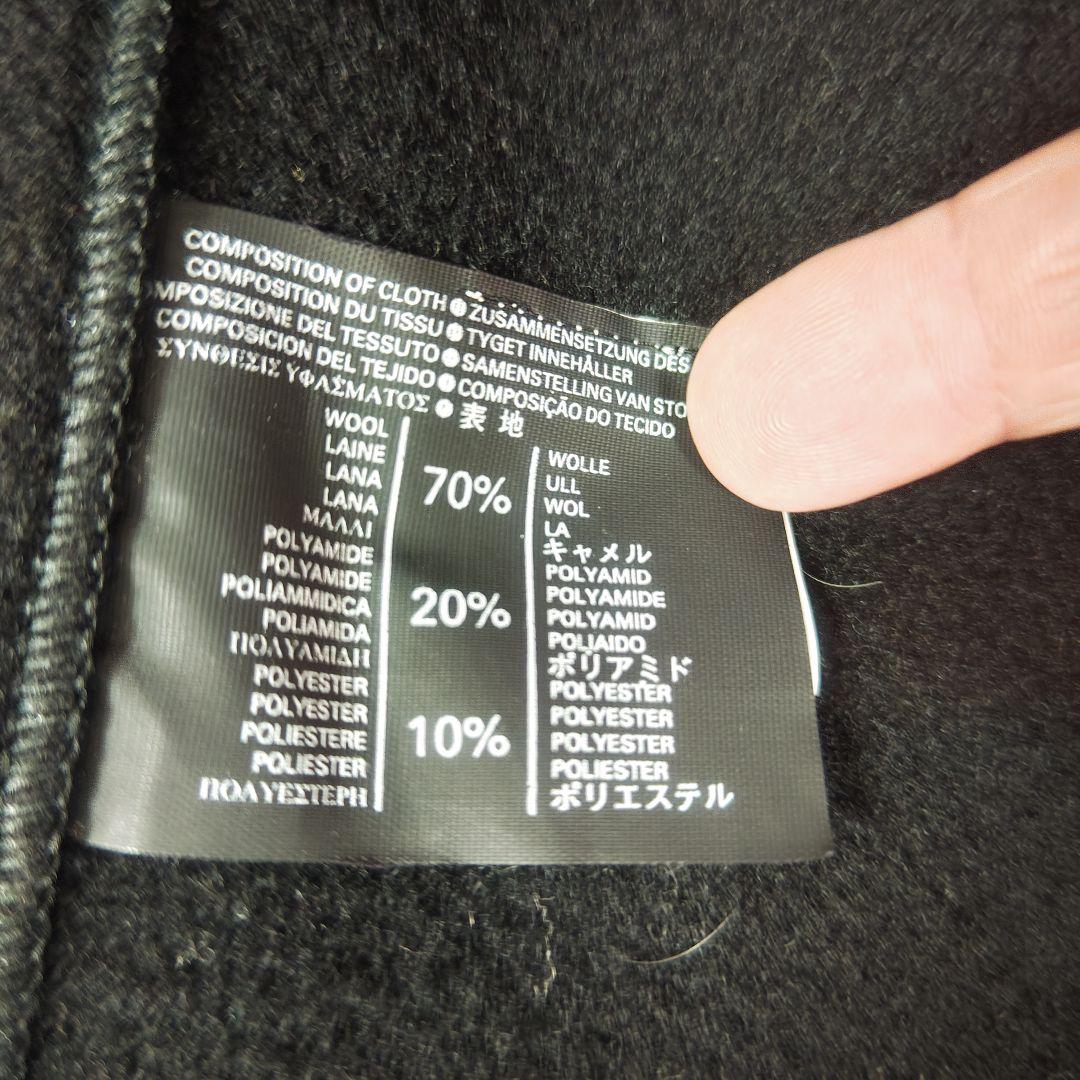 COMPOSITION OF CLOTH ● ZUSAMMENSETZUNG DES
COMPOSITION DU TISSU ● TYGET INNEHÅLLER
MPOSIZIONE DEL TESSUTO ● SAMENSTELLING VAN STO
COMPOSICION DEL TEJIDO ● COMPOSIÇÃO DO TECIDO
ΣΥΝΘΕΣΙΣ ΥΦΑΣΜΑΤΟΣ ● 表地
WOOL
LAINE
LANA
LANA
ΜΑΛΛΙ
70%
WOLLE
ULL
WOL
LA
キャメル
POLYAMIDE
POLYAMIDE
POLIAMMIDICA
POLIAMIDA
ΠΟΛΥΑΜΙΔΗ
20%
POLYAMID
POLYAMIDE
POLYAMID
POLIAIDO
ポリアミド
POLYESTER
POLYESTER
POLIESTERE
POLIESTER
ΠΟΛΥΕΣΤΕΡΗ
10%
POLYESTER
POLYESTER
POLYESTER
POLIESTER
ポリエステル